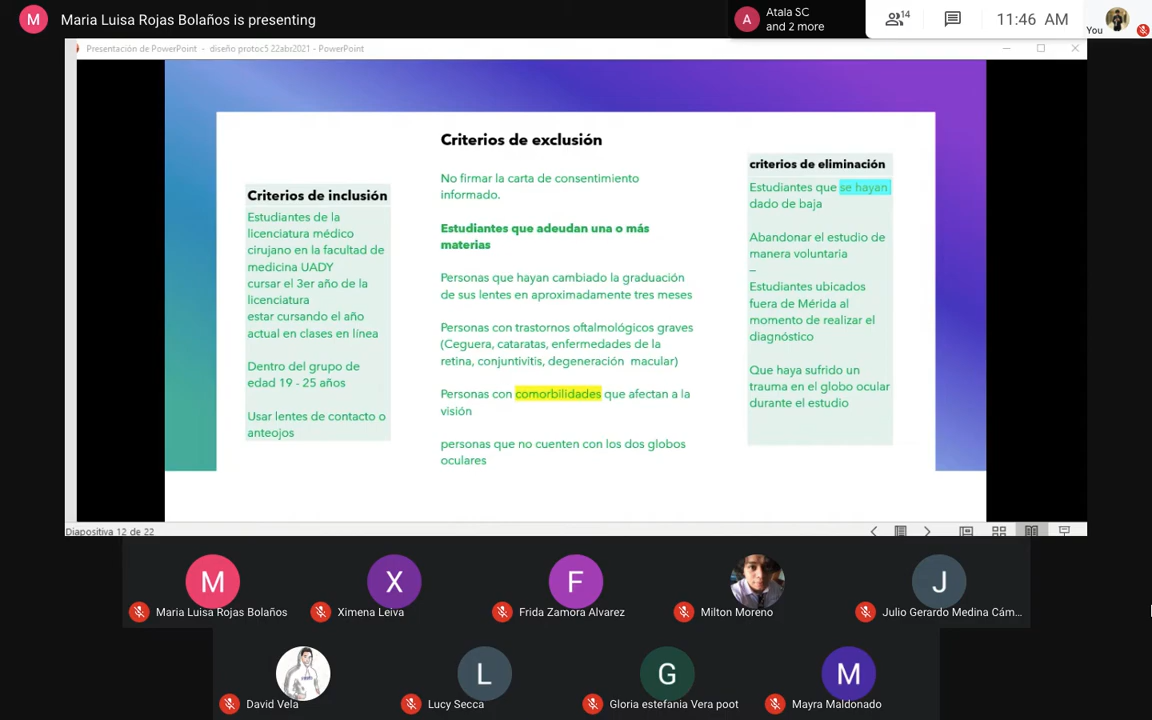 M
Maria Luisa Rojas Bolaños is presenting
A
Atala SC
and 2 more
14
11:46 AM
You
Presentación de PowerPoint - diseño protoc5 22abr2021 - PowerPoint
Criterios de inclusión
Estudiantes de la
licenciatura médico
cirujano en la facultad de
medicina UADY
cursar el 3er año de la
licenciatura
estar cursando el año
actual en clases en línea
Dentro del grupo de
edad 19 - 25 años
Usar lentes de contacto o
anteojos
Criterios de exclusión
No firmar la carta de consentimiento
informado.
Estudiantes que adeudan una o más
materias
Personas que hayan cambiado la graduación
de sus lentes en aproximadamente tres meses
Personas con trastornos oftalmológicos graves
(Ceguera, cataratas, enfermedades de la
retina, conjuntivitis, degeneración macular)
Personas con comorbilidades que afectan a la
visión
personas que no cuenten con los dos globos
oculares
criterios de eliminación
Estudiantes que se hayan
dado de baja
Abandonar el estudio de
manera voluntaria
–
Estudiantes ubicados
fuera de Mérida al
momento de realizar el
diagnóstico
Que haya sufrido un
trauma en el globo ocular
durante el estudio
Diapositiva 12 de 22
M
X
F
J
Maria Luisa Rojas Bolaños
Ximena Leiva
Frida Zamora Alvarez
Milton Moreno
Julio Gerardo Medina Cám...
L
G
M
David Vela
Lucy Secca
Gloria estefania Vera poot
Mayra Maldonado